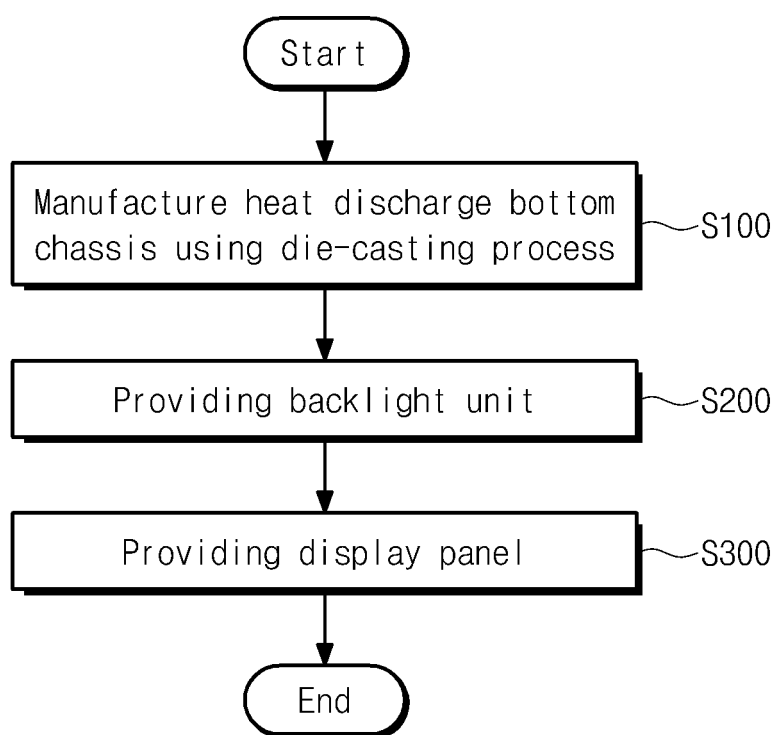 Start
Manufacture heat discharge bottom
chassis using die-casting process
S100
Providing backlight unit
S200
Providing display panel
S300
End